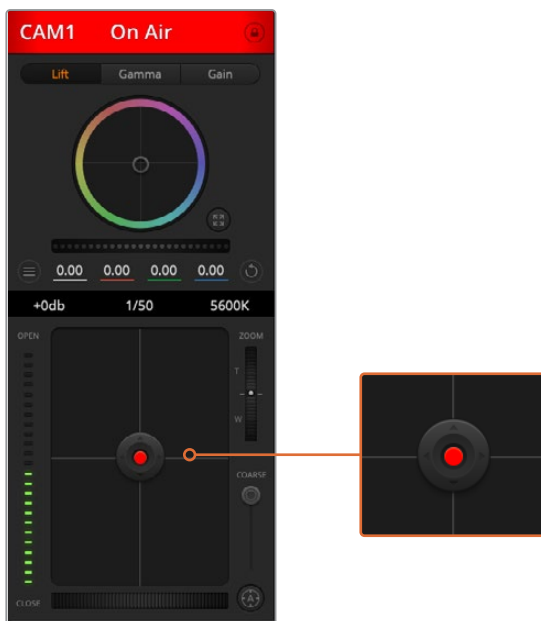 CAM1 On Air
Lift Gamma Gain
0.00 0.00 0.00 0.00
+0db 1/50 5600K
OPEN ZOOM
T
W
COARSE
A
CLOSE